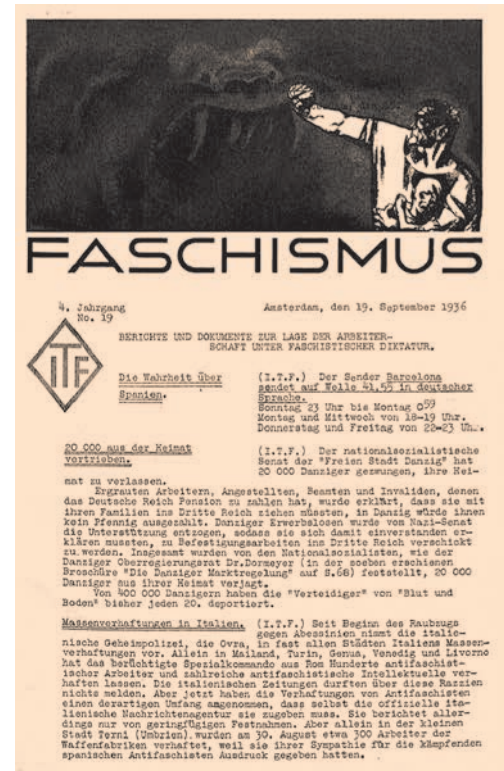 FASCHISMUS
4. Jahrgang
No. 19
Amsterdam, den 19. September 1936
ITF
BERICHTE UND DOKUMENTE ZUR LAGE DER ARBEITER-
SCHAFT UNTER FASCHISTISCHER DIKTATUR.
Die Wahrheit über
Spanien.
(I.T.F.) Der Sender Barcelona
sendet auf Welle 41,55 in deutscher
Sprache.
Sonntag 23 Uhr bis Montag 0⁵⁹
Montag und Mittwoch von 18-19 Uhr.
Donnerstag und Freitag von 22-23 Uhr.
20 000 aus der Heimat
vertrieben.
(I.T.F.) Der nationalsozialistische
Senat der "Freien Stadt Danzig" hat
20 000 Danziger gezwungen, ihre Hei-
mat zu verlassen.
Ergrauten Arbeitern, Angestellten, Beamten und Invaliden, denen
das Deutsche Reich Pension zu zahlen hat, wurde erklärt, dass sie mit
ihren Familien ins Dritte Reich ziehen müssten, in Danzig würde ihnen
kein Pfennig ausgezahlt. Danziger Erwerbslosen wurde vom Nazi-Senat
die Unterstützung entzogen, sodass sie sich damit einverstanden er-
klären mussten, zu Befestigungsarbeiten ins Dritte Reich verschickt
zu werden. Insgesamt wurden von den Nationalsozialisten, wie der
Danziger Oberregierungsrat Dr.Dormeyer (in der soeben erschienen
Broschüre "Die Danziger Marktregelung" auf S.68) feststellt, 20 000
Danziger aus ihrer Heimat verjagt.
Von 400 000 Danzigern haben die "Verteidiger" von "Blut und
Boden" bisher jeden 20. deportiert.
Massenverhaftungen in Italien.
(I.T.F.) Seit Beginn des Raubzugs
gegen Abessinien nimmt die italie-
nische Geheimpolizei, die Ovra, in fast allen Städten Italiens Massen-
verhaftungen vor. Allein in Mailand, Turin, Genua, Venedig und Livorno
hat das berüchtigte Spezialkommando aus Rom Hunderte antifaschist-
ischer Arbeiter und zahlreiche antifaschistische Intellektuelle ver-
haften lassen. Die italienischen Zeitungen durften über diese Razzien
nichts melden. Aber jetzt haben die Verhaftungen von Antifaschisten
einen derartigen Umfang angenommen, dass selbst die offizielle ita-
lienische Nachrichtenagentur sie zugeben muss. Sie berichtet aller-
dings nur von geringfügigen Festnahmen. Aber allein in der kleinen
Stadt Terni (Umbrien) wurden am 30. August etwa 300 Arbeiter der
Waffenfabriken verhaftet, weil sie ihrer Sympathie für die kämpfenden
spanischen Antifaschisten Ausdruck gegeben hatten.